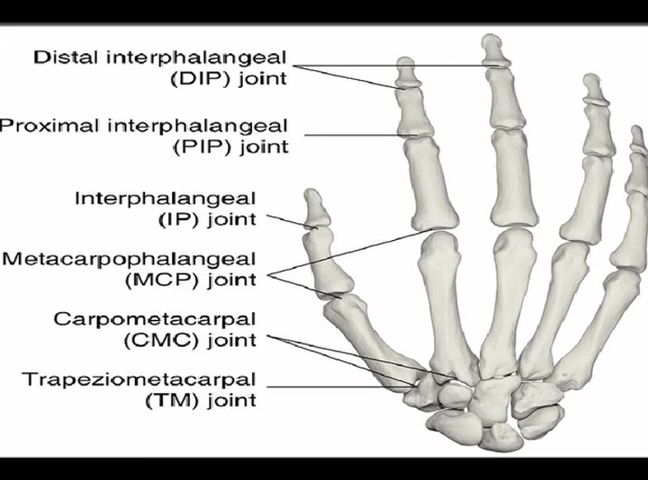 Distal interphalangeal
(DIP) joint
Proximal interphalangeal
(PIP) joint
Interphalangeal
(IP) joint
Metacarpophalangeal
(MCP) joint
Carpometacarpal
(CMC) joint
Trapeziometacarpal
(TM) joint